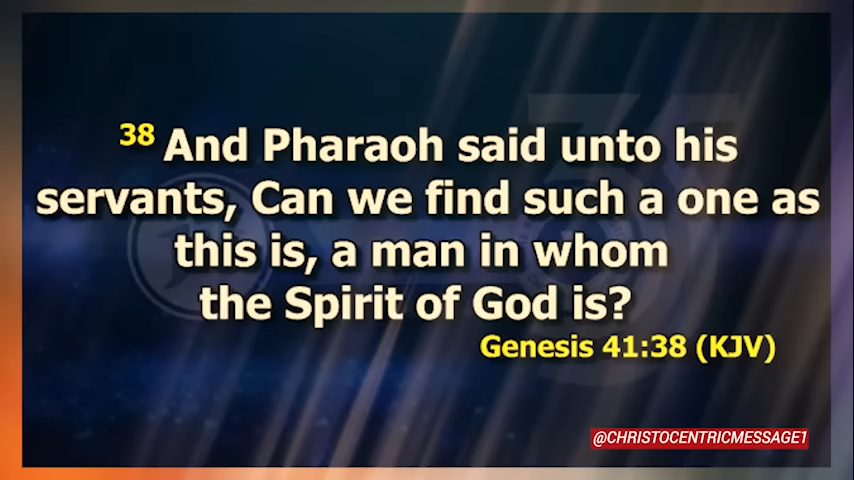 38 And Pharaoh said unto his
servants, Can we find such a one as
this is, a man in whom
the Spirit of God is?
Genesis 41:38 (KJV)
@CHRISTOCENTRICMESSAGE1